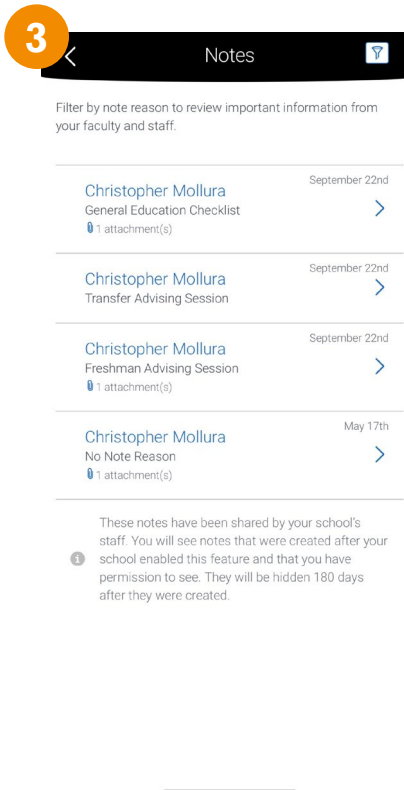 3
Notes
Filter by note reason to review important information from
your faculty and staff.
September 22nd
Christopher Mollura
General Education Checklist
1 attachment(s)
September 22nd
Christopher Mollura
Transfer Advising Session
September 22nd
Christopher Mollura
Freshman Advising Session
1 attachment(s)
May 17th
Christopher Mollura
No Note Reason
1 attachment(s)
These notes have been shared by your school's
staff. You will see notes that were created after your
school enabled this feature and that you have
permission to see. They will be hidden 180 days
after they were created.